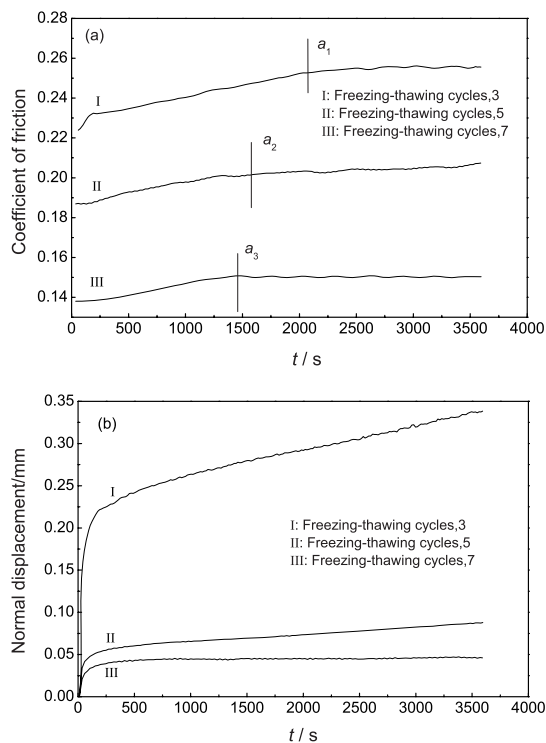 (a)
0.28
0.26
0.24
0.22
0.20
0.18
0.16
0.14
Coefficient of friction
a1
a2
a3
I
II
III
I: Freezing-thawing cycles,3
II: Freezing-thawing cycles,5
III: Freezing-thawing cycles,7
0 500 1000 1500 2000 2500 3000 3500 4000
t / s
(b)
0.35
0.30
0.25
0.20
0.15
0.10
0.05
0.00
Normal displacement/mm
I
II
III
I: Freezing-thawing cycles,3
II: Freezing-thawing cycles,5
III: Freezing-thawing cycles,7
0 500 1000 1500 2000 2500 3000 3500 4000
t / s